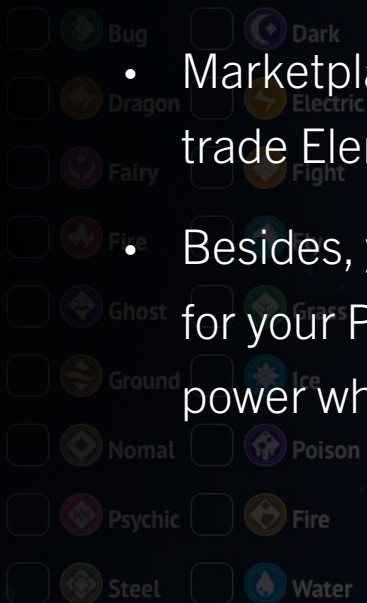 Bug Dark
• Marketpla
Dragon Electric
trade Ele
Fairy Fight
• Besides,
Fire
Ghost Grass
for your P
Ground Ice
power wh
Nomal Poison
Psychic Fire
Steel Water